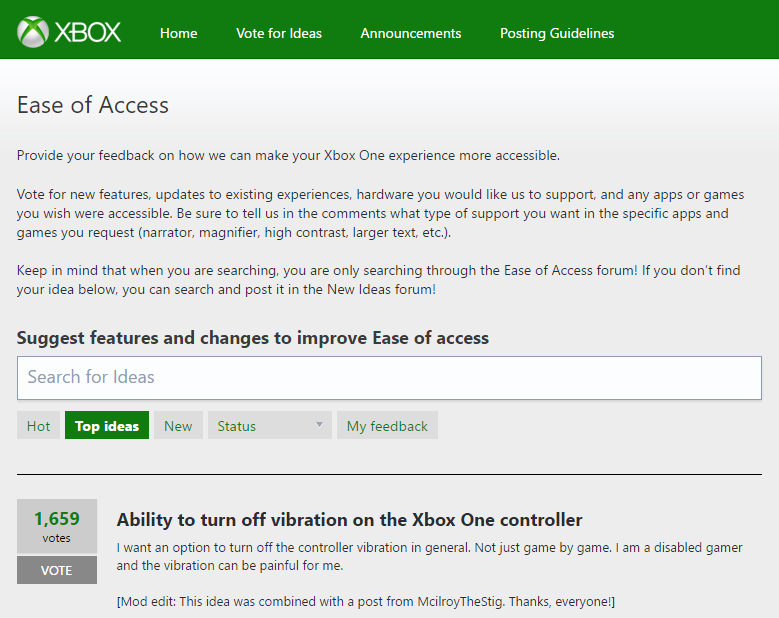 XBOX Home Vote for Ideas Announcements Posting Guidelines
Ease of Access
Provide your feedback on how we can make your Xbox One experience more accessible.
Vote for new features, updates to existing experiences, hardware you would like us to support, and any apps or games
you wish were accessible. Be sure to tell us in the comments what type of support you want in the specific apps and
games you request (narrator, magnifier, high contrast, larger text, etc.).
Keep in mind that when you are searching, you are only searching through the Ease of Access forum! If you don't find
your idea below, you can search and post it in the New Ideas forum!
Suggest features and changes to improve Ease of access
Search for Ideas
Hot Top ideas New Status My feedback
1,659
votes
VOTE
Ability to turn off vibration on the Xbox One controller
I want an option to turn off the controller vibration in general. Not just game by game. I am a disabled gamer
and the vibration can be painful for me.
[Mod edit: This idea was combined with a post from McilroyTheStig. Thanks, everyone!]